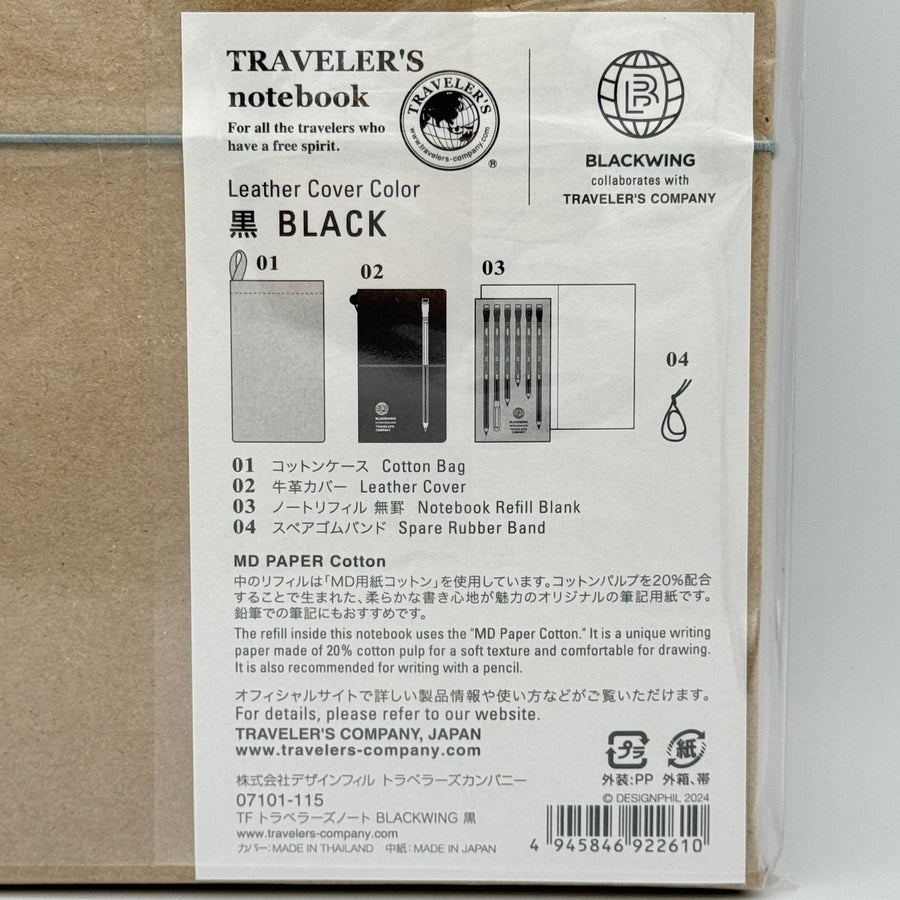 TRAVELER'S
notebook
For all the travelers who
have a free spirit.
TRAVELER'S
www.travelers-company.com
®
BLACKWING
collaborates with
TRAVELER'S COMPANY
Leather Cover Color
黒 BLACK
01
02
03
04
BLACKWING
TRAVELER'S
COMPANY
BLACKWING
TRAVELER'S
COMPANY
01 コットンケース Cotton Bag
02 牛革カバー Leather Cover
03 ノートリフィル 無罫 Notebook Refill Blank
04 スペアゴムバンド Spare Rubber Band
MD PAPER Cotton
中のリフィルは「MD用紙コットン」を使用しています。コットンパルプを20%配合
することで生まれた、柔らかな書き心地が魅力のオリジナルの筆記用紙です。
鉛筆での筆記にもおすすめです。
The refill inside this notebook uses the "MD Paper Cotton." It is a unique writing
paper made of 20% cotton pulp for a soft texture and comfortable for drawing.
It is also recommended for writing with a pencil.
オフィシャルサイトで詳しい製品情報や使い方などがご覧いただけます。
For details, please refer to our website.
TRAVELER'S COMPANY, JAPAN
www.travelers-company.com
プラ
紙
外装:PP
外箱、帯
株式会社デザインフィル トラベラーズカンパニー
07101-115
TF トラベラーズノート BLACKWING 黒
www.travelers-company.com
カバー:MADE IN THAILAND 中紙:MADE IN JAPAN
© DESIGNPHIL 2024
4 945846 922610